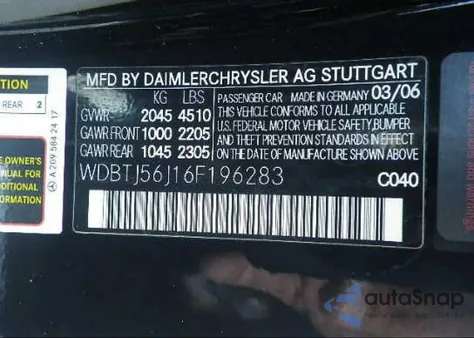 MFD BY DAIMLERCHRYSLER AG STUTTGART
KG LBS
GVWR 2045 4510
GAWR FRONT 1000 2205
GAWR REAR 1045 2305
PASSENGER CAR MADE IN GERMANY 03/06
THIS VEHICLE CONFORMS TO ALL APPLICABLE
U.S. FEDERAL MOTOR VEHICLE SAFETY, BUMPER
AND THEFT PREVENTION STANDARDS IN EFFECT
ON THE DATE OF MANUFACTURE SHOWN ABOVE.
WDBTJ56J16F196283
C040
TION
REAR 2
E OWNER'S
NUAL FOR
DDITIONAL
ORMATION
A 209 584 24 17
autoSnap